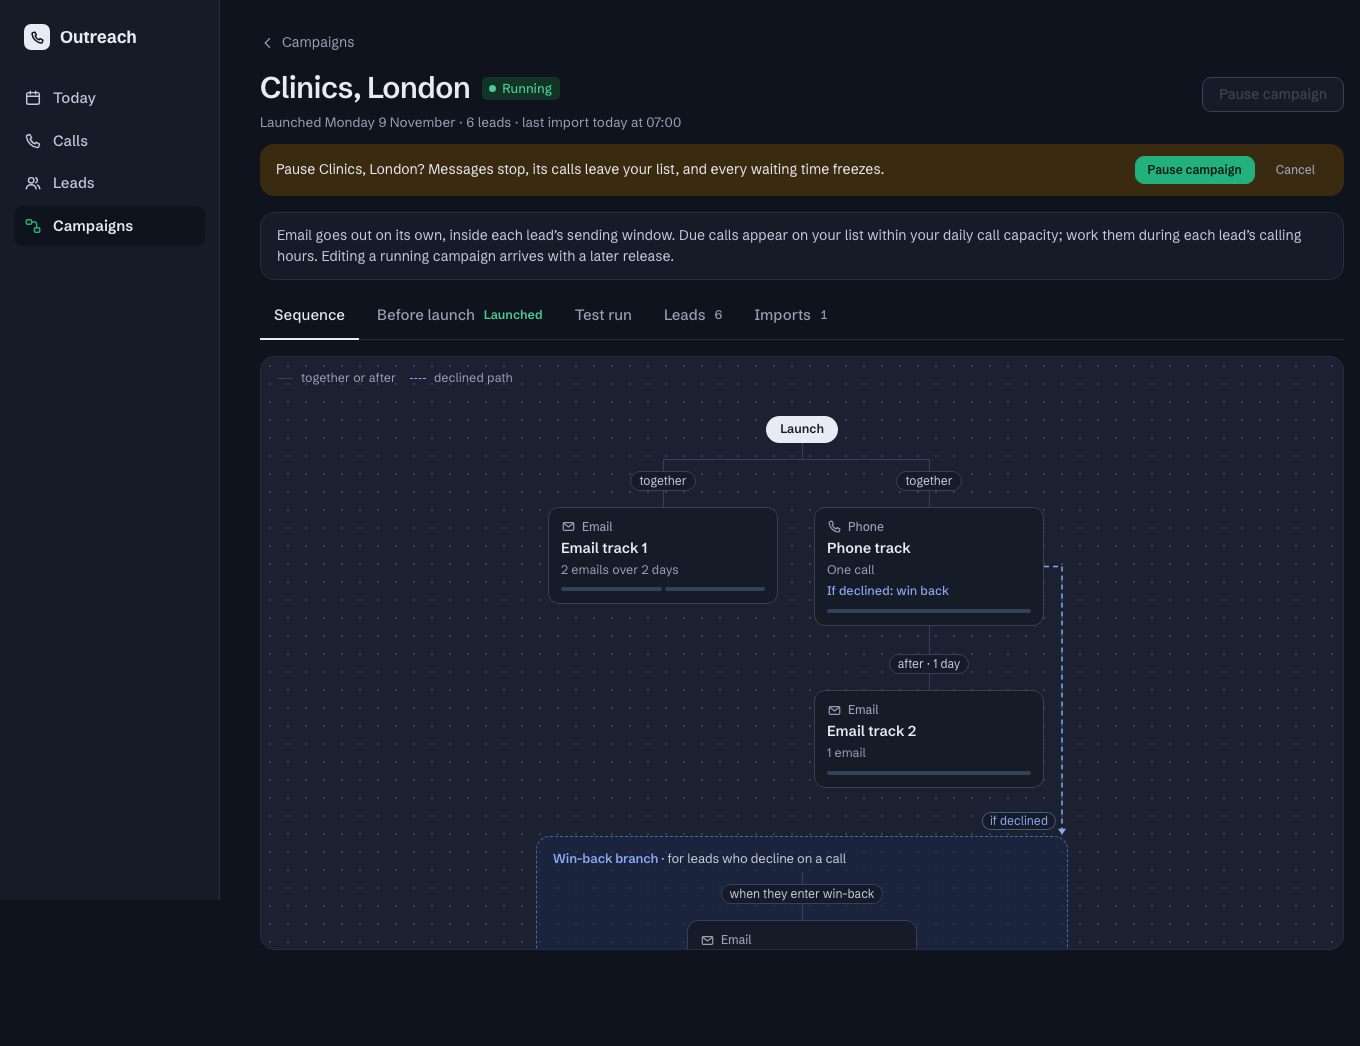 Outreach
Today
Calls
Leads
Campaigns
Campaigns
Clinics, London
Running
Pause campaign
Launched Monday 9 November · 6 leads · last import today at 07:00
Pause Clinics, London? Messages stop, its calls leave your list, and every waiting time freezes.
Pause campaign
Cancel
Email goes out on its own, inside each lead’s sending window. Due calls appear on your list within your daily call capacity; work them during each lead’s calling
hours. Editing a running campaign arrives with a later release.
Sequence
Before launch Launched
Test run
Leads 6
Imports 1
together or after
declined path
Launch
together
together
Email
Email track 1
2 emails over 2 days
Phone
Phone track
One call
If declined: win back
after · 1 day
Email
Email track 2
1 email
if declined
Win-back branch · for leads who decline on a call
when they enter win-back
Email